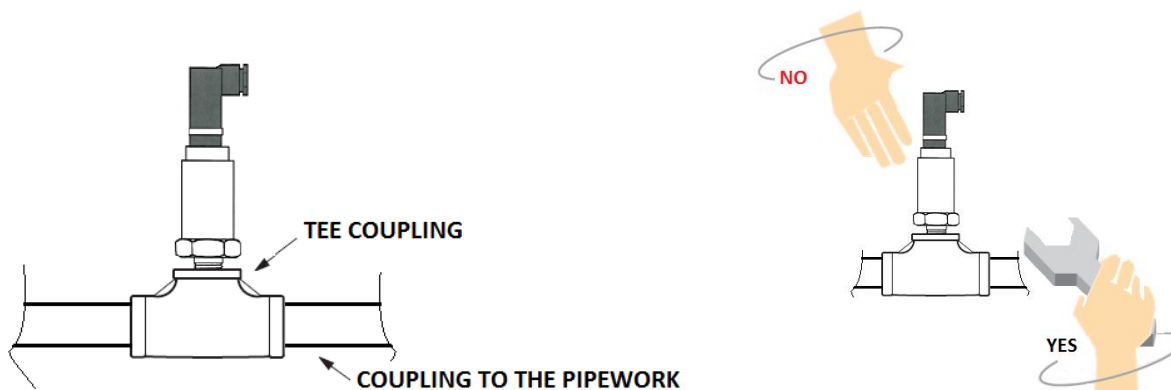 TEE COUPLING
COUPLING TO THE PIPEWORK
NO
YES